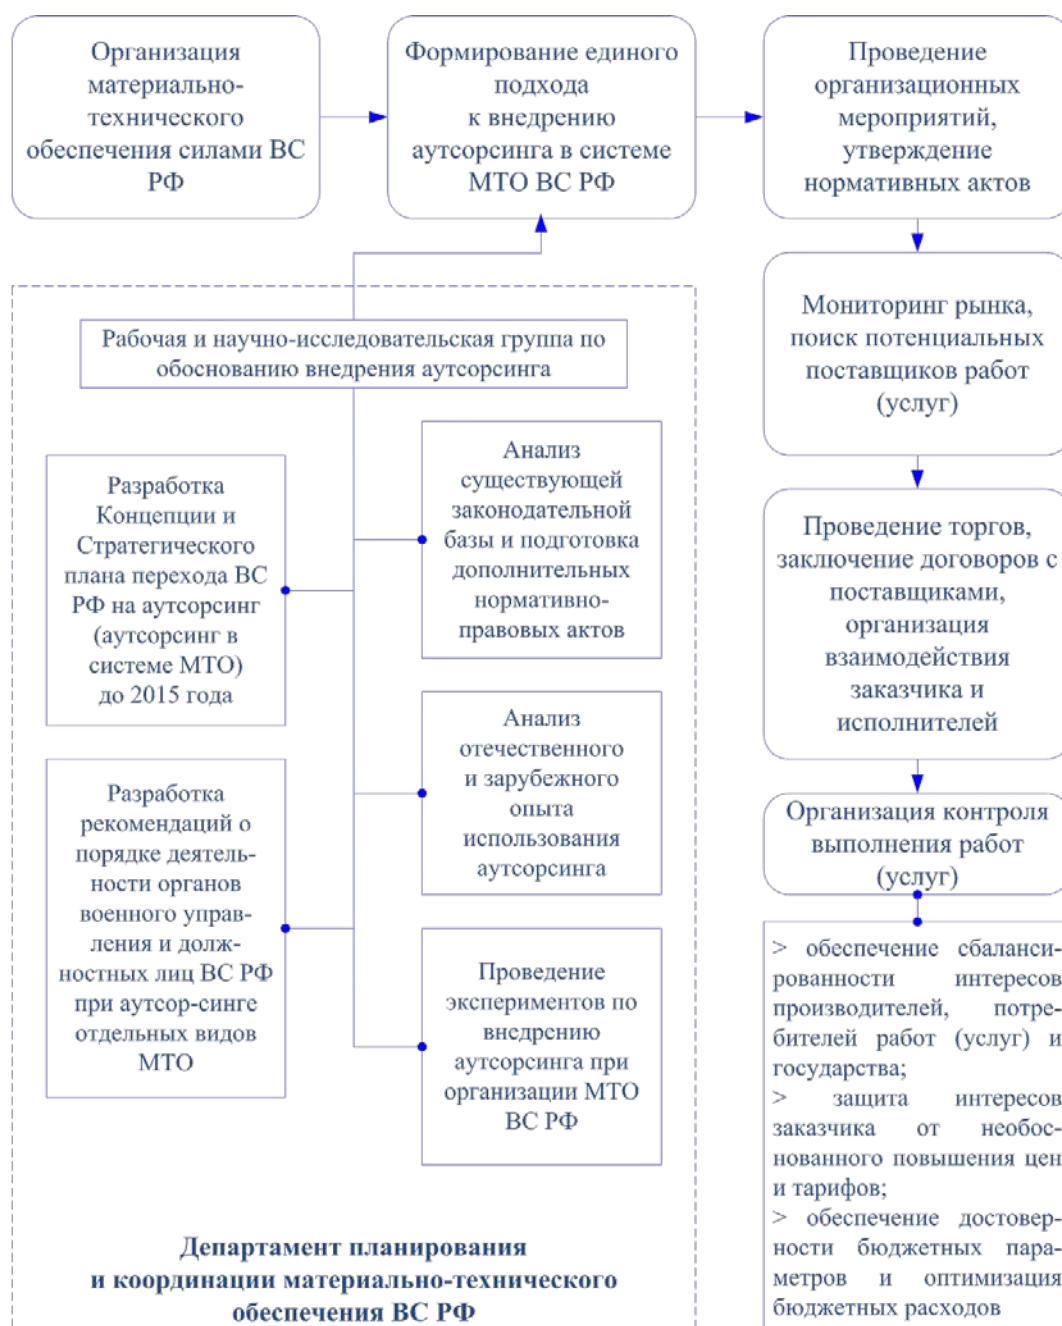 Организация
материально-
технического
обеспечения силами ВС
РФ
Формирование единого
подхода
к внедрению
аутсорсинга в системе
МТО ВС РФ
Проведение
организационных
мероприятий,
утверждение
нормативных актов
Мониторинг рынка,
поиск потенциальных
поставщиков работ
(услуг)
Проведение торгов,
заключение договоров с
поставщиками,
организация
взаимодействия
заказчика и
исполнителей
Организация контроля
выполнения работ
(услуг)
> обеспечение сбаланси-
рованности интересов
производителей, потре-
бителей работ (услуг) и
государства;
> защита интересов
заказчика от необос-
нованного повышения цен
и тарифов;
> обеспечение достовер-
ности бюджетных пара-
метров и оптимизация
бюджетных расходов
Рабочая и научно-исследовательская группа по
обоснованию внедрения аутсорсинга
Разработка
Концепции и
Стратегического
плана перехода ВС
РФ на аутсорсинг
(аутсорсинг в
системе МТО)
до 2015 года
Анализ
существующей
законодательной
базы и подготовка
дополнительных
нормативно-
правовых актов
Разработка
рекомендаций о
порядке деятель-
ности органов
военного управ-
ления и долж-
ностных лиц ВС РФ
при аутсор-синге
отдельных видов
МТО
Анализ
отечественного
и зарубежного
опыта
использования
аутсорсинга
Проведение
экспериментов по
внедрению
аутсорсинга при
организации МТО
ВС РФ
Департамент планирования
и координации материально-технического
обеспечения ВС РФ